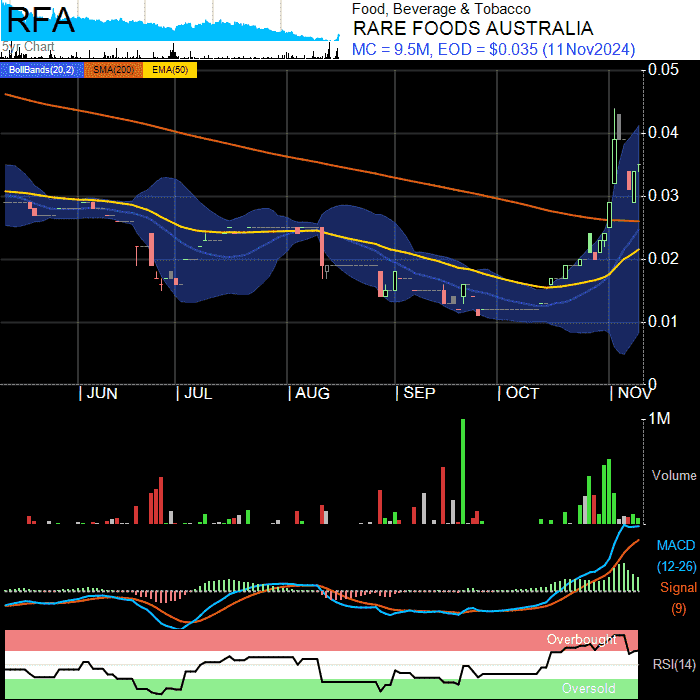 RFA
Food, Beverage & Tobacco
RARE FOODS AUSTRALIA
5yr Chart
MC = 9.5M, EOD = $0.035 (11Nov2024)
BollBands(20,2) SMA(200) EMA(50)
0.05
0.04
0.03
0.02
0.01
0
JUN JUL AUG SEP OCT NOV
1M
Volume
MACD
(12-26)
Signal
(9)
Overbought
RSI(14)
Oversold